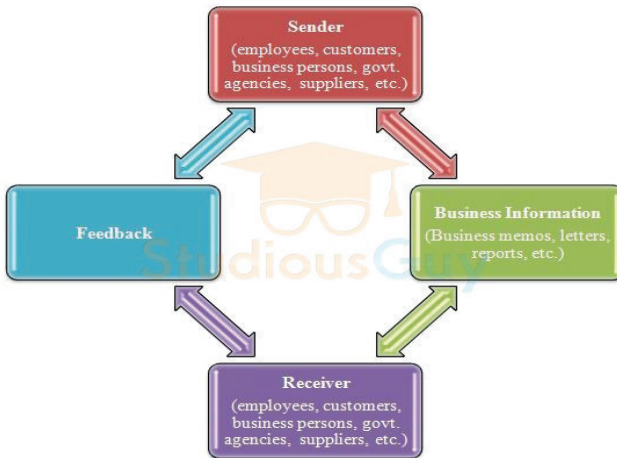 Sender
(employees, customers,
business persons, govt.
agencies, suppliers, etc.)
Feedback
Business Information
(Business memos, letters,
reports, etc.)
StudiousGuy
Receiver
(employees, customers,
business persons, govt.
agencies, suppliers, etc.)